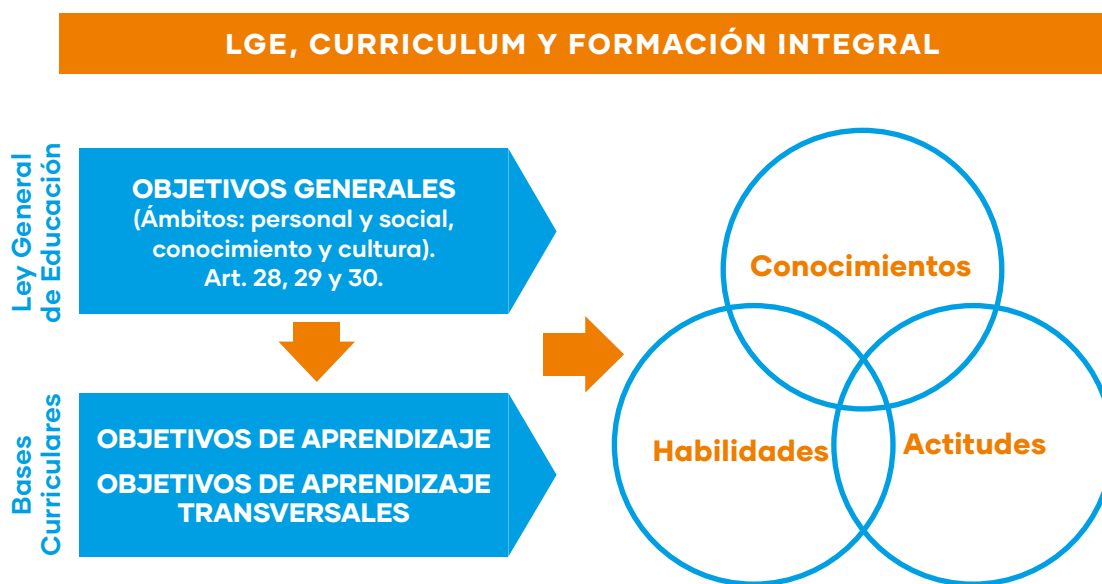 LGE, CURRICULUM Y FORMACIÓN INTEGRAL
Ley General
de Educación
OBJETIVOS GENERALES
(Ámbitos: personal y social,
conocimiento y cultura).
Art. 28, 29 y 30.
Bases
Curriculares
OBJETIVOS DE APRENDIZAJE
OBJETIVOS DE APRENDIZAJE
TRANSVERSALES
Conocimientos
Habilidades
Actitudes